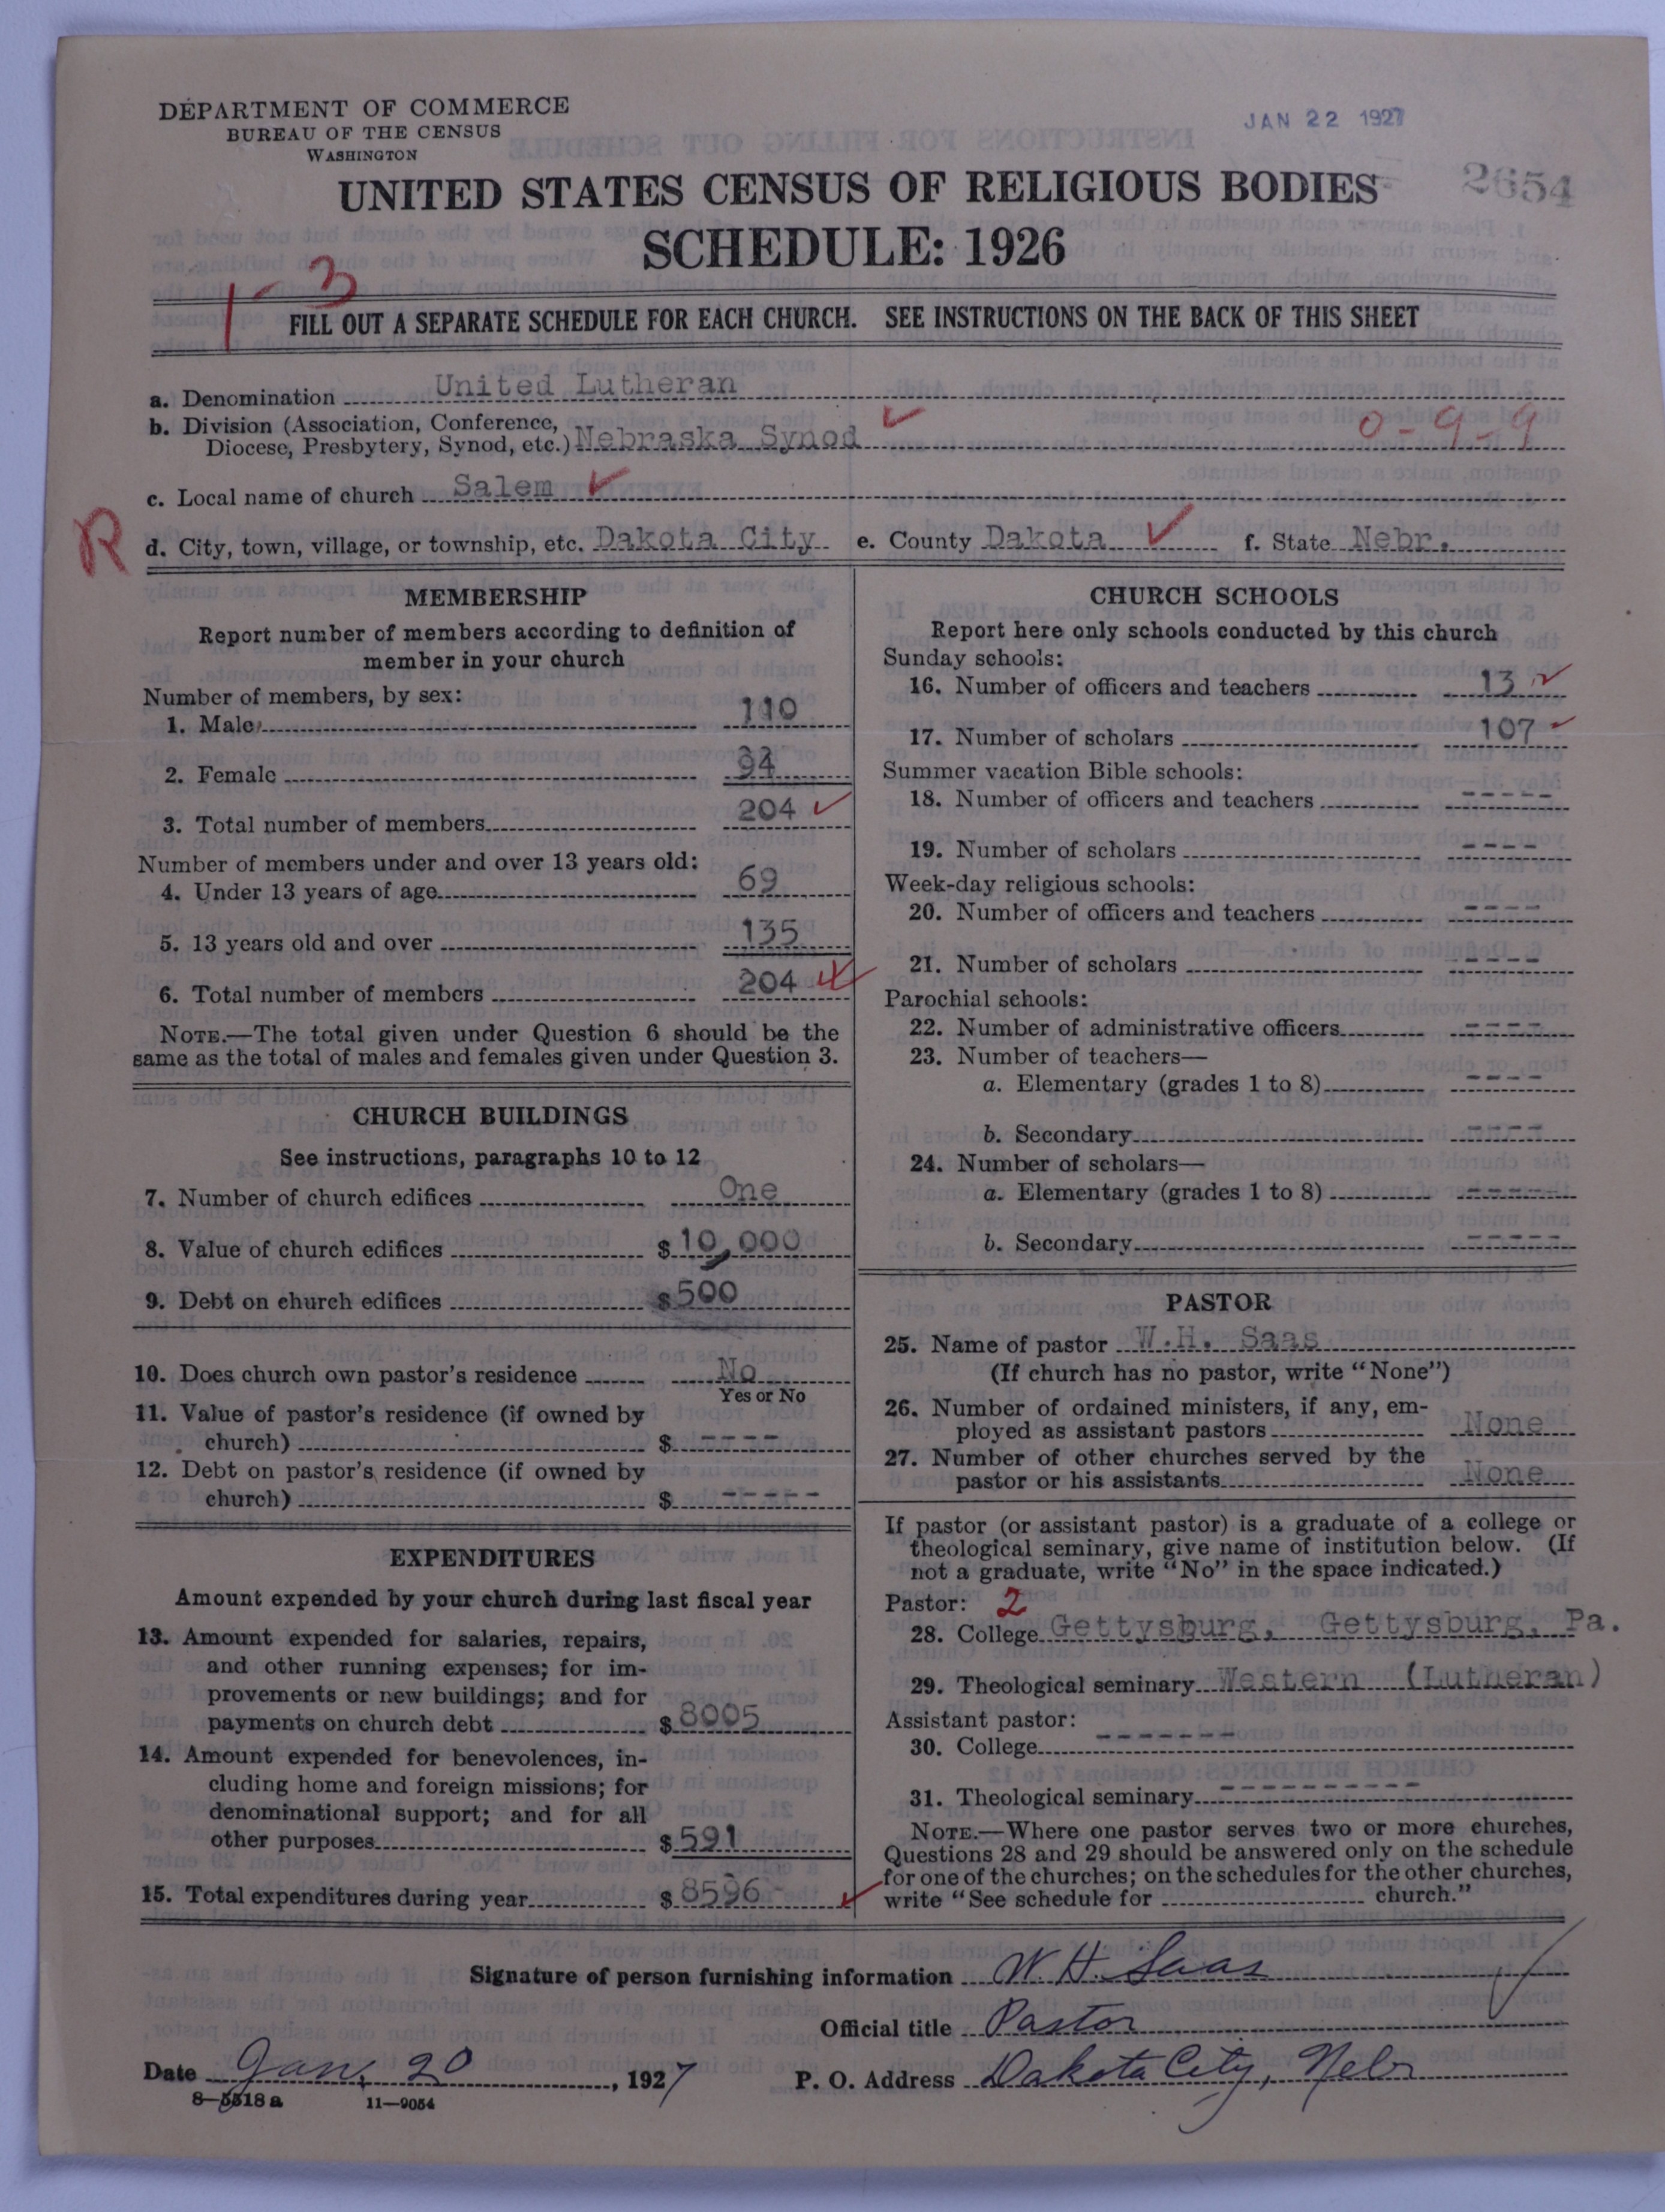 DEPARTMENT OF COMMERCE
BUREAU OF THE CENSUS
WASHINGTON
JAN 22 1927
2654
UNITED STATES CENSUS OF RELIGIOUS BODIES
SCHEDULE: 1926
1-3
FILL OUT A SEPARATE SCHEDULE FOR EACH CHURCH. SEE INSTRUCTIONS ON THE BACK OF THIS SHEET
a. Denomination United Lutheran
b. Division (Association, Conference,
Diocese, Presbytery, Synod, etc.) Nebraska Synod 0-9-9
c. Local name of church Salem
R
d. City, town, village, or township, etc. Dakota City e. County Dakota f. State Nebr.
MEMBERSHIP
Report number of members according to definition of
member in your church
Number of members, by sex:
1. Male 110
2. Female 94
3. Total number of members 204
Number of members under and over 13 years old:
4. Under 13 years of age 69
5. 13 years old and over 135
6. Total number of members 204
NOTE.—The total given under Question 6 should be the
same as the total of males and females given under Question 3.
CHURCH BUILDINGS
See instructions, paragraphs 10 to 12
7. Number of church edifices One
8. Value of church edifices $ 10,000
9. Debt on church edifices $ 500
10. Does church own pastor's residence No
Yes or No
11. Value of pastor's residence (if owned by
church) $ ----
12. Debt on pastor's residence (if owned by
church) $ -----
EXPENDITURES
Amount expended by your church during last fiscal year
13. Amount expended for salaries, repairs,
and other running expenses; for im-
provements or new buildings; and for
payments on church debt $ 8005
14. Amount expended for benevolences, in-
cluding home and foreign missions; for
denominational support; and for all
other purposes $ 591
15. Total expenditures during year $ 8596
CHURCH SCHOOLS
Report here only schools conducted by this church
Sunday schools:
16. Number of officers and teachers 13
17. Number of scholars 107
Summer vacation Bible schools:
18. Number of officers and teachers -----
19. Number of scholars ----
Week-day religious schools:
20. Number of officers and teachers ----
21. Number of scholars ----
Parochial schools:
22. Number of administrative officers ----
23. Number of teachers—
a. Elementary (grades 1 to 8) ----
b. Secondary ----
24. Number of scholars—
a. Elementary (grades 1 to 8) -----
b. Secondary -----
PASTOR
25. Name of pastor W.H. Saas
(If church has no pastor, write "None")
26. Number of ordained ministers, if any, em-
ployed as assistant pastors None
27. Number of other churches served by the
pastor or his assistants None
If pastor (or assistant pastor) is a graduate of a college or
theological seminary, give name of institution below. (If
not a graduate, write "No" in the space indicated.)
Pastor: 2
28. College Gettysburg, Gettysburg, Pa.
29. Theological seminary Western (Lutheran)
Assistant pastor:
30. College -------
31. Theological seminary ----------
NOTE.—Where one pastor serves two or more churches,
Questions 28 and 29 should be answered only on the schedule
for one of the churches; on the schedules for the other churches,
write "See schedule for church."
Signature of person furnishing information W. H. Saas
Official title Pastor
Date Jan. 20, 1927 P. O. Address Dakota City, Nebr
8—5518 a 11—9054